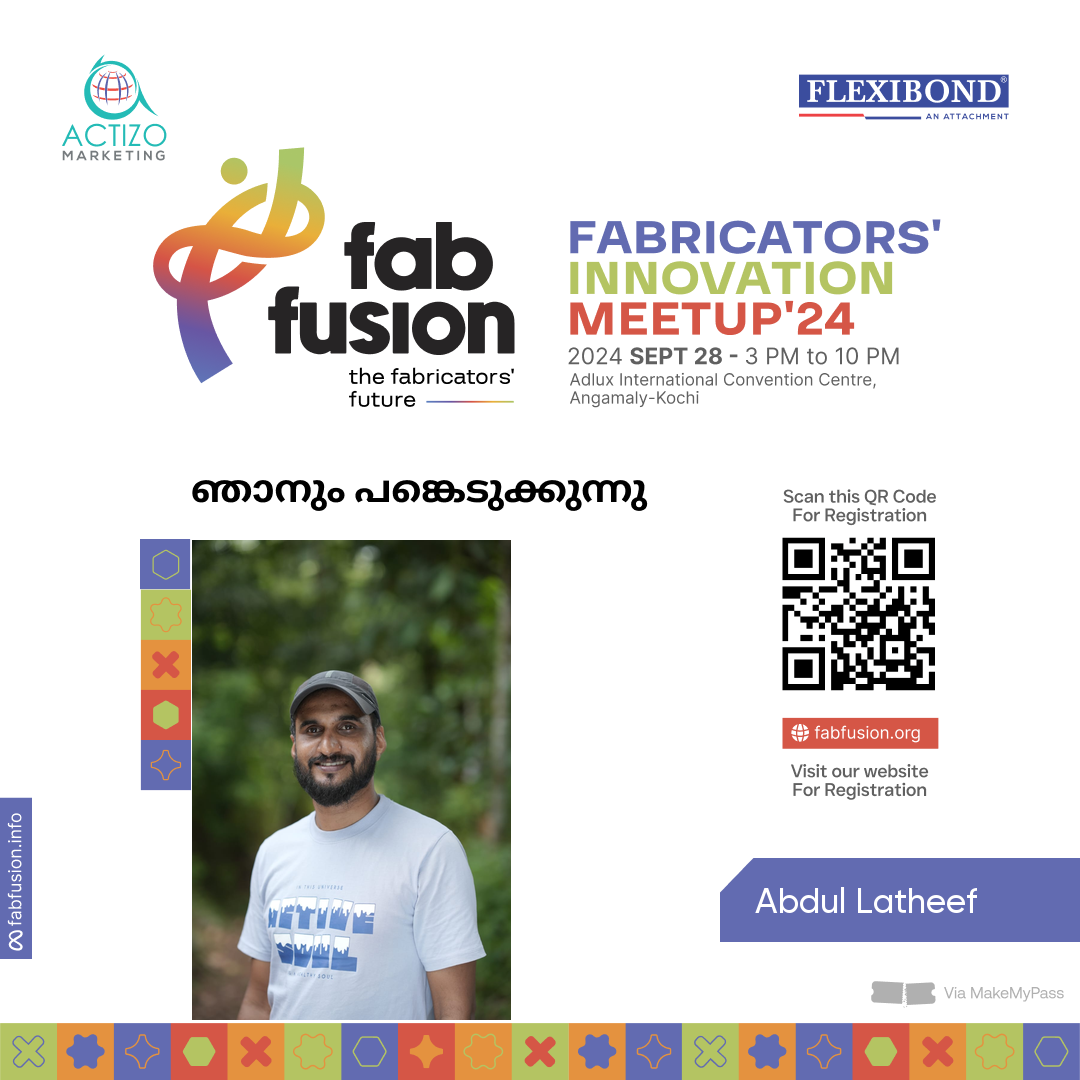 ACTIZO
MARKETING
FLEXIBOND®
AN ATTACHMENT
fab
fusion
the fabricators'
future
FABRICATORS'
INNOVATION
MEETUP'24
2024 SEPT 28 - 3 PM to 10 PM
Adlux International Convention Centre,
Angamaly-Kochi
ഞാനും പങ്കെടുക്കുന്നു
Scan this QR Code
For Registration
fabfusion.org
Visit our website
For Registration
fabfusion.info
ACTIVE
SOUL
Abdul Latheef
Via MakeMyPass